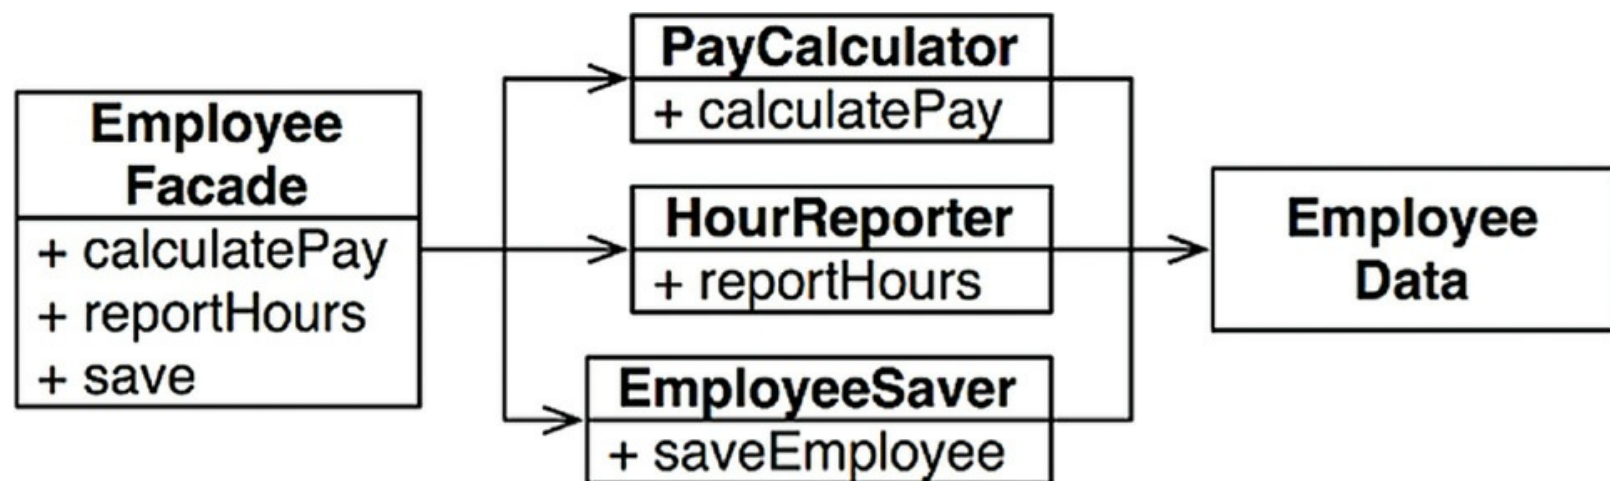 Employee
Facade
+ calculatePay
+ reportHours
+ save
PayCalculator
+ calculatePay
HourReporter
+ reportHours
EmployeeSaver
+ saveEmployee
Employee
Data